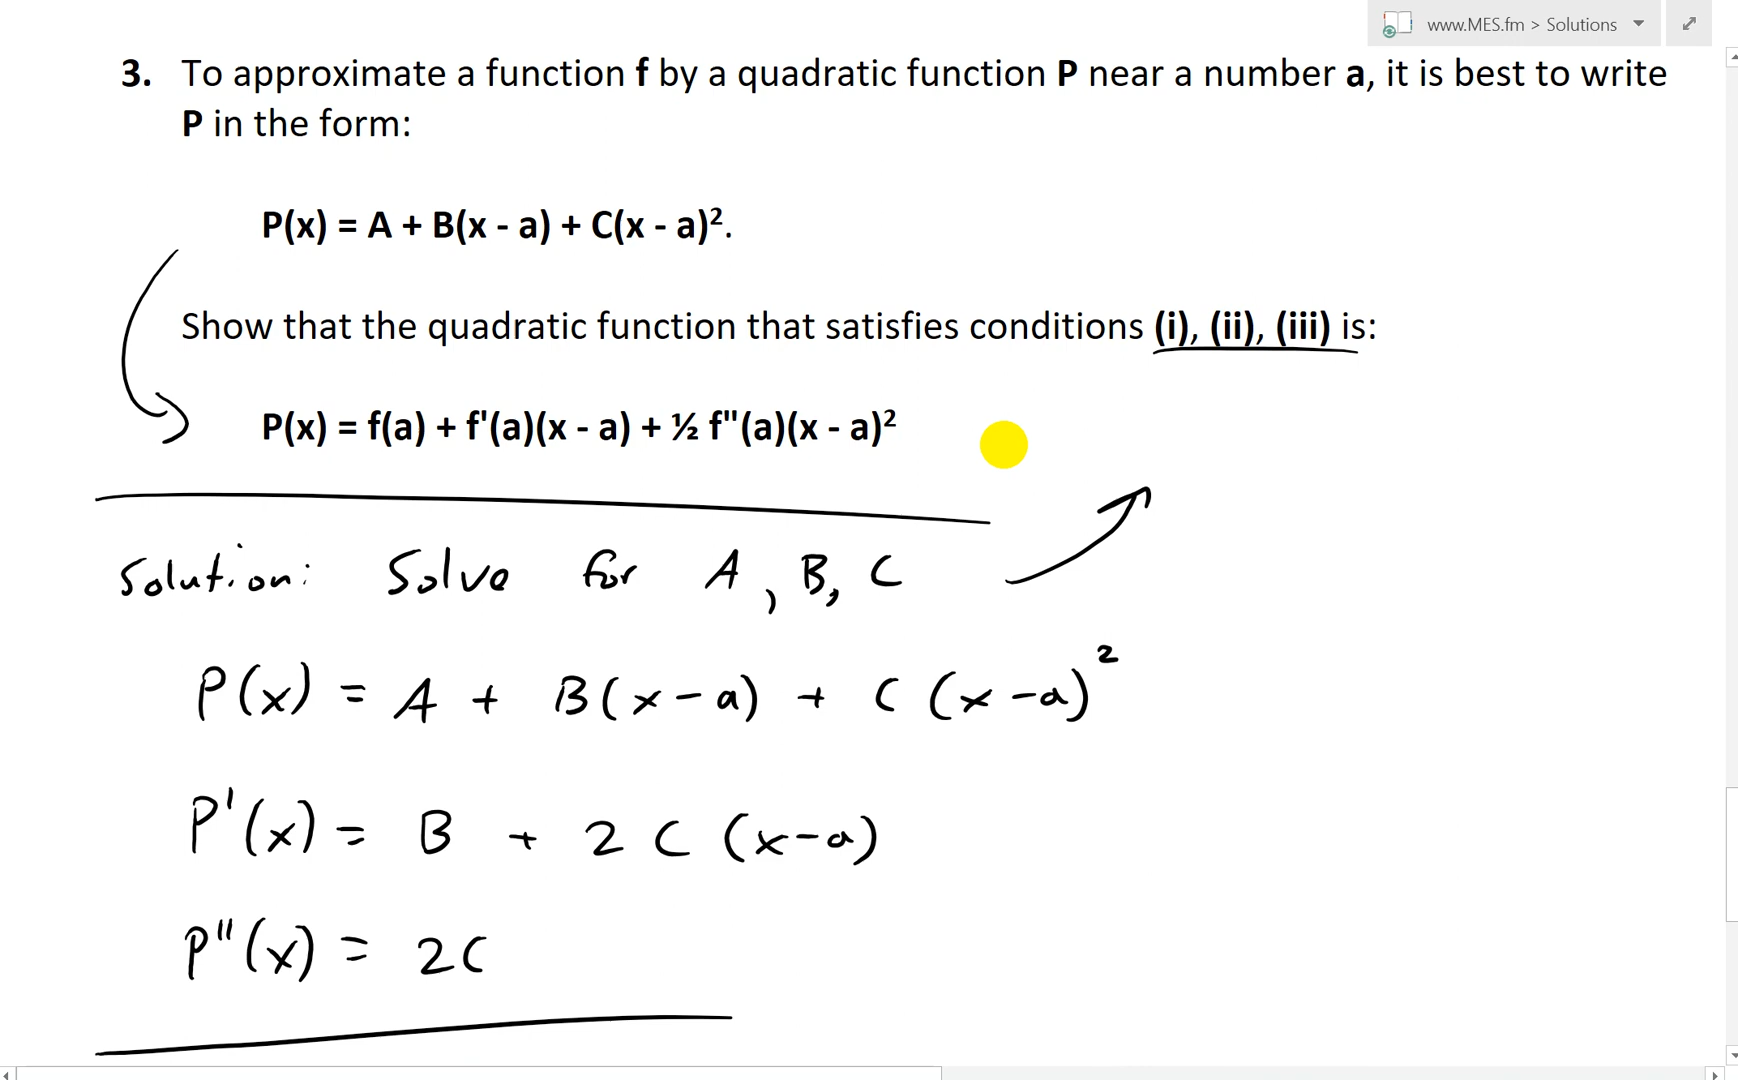 www.MES.fm > Solutions
3. To approximate a function f by a quadratic function P near a number a, it is best to write
P in the form:
P(x) = A + B(x - a) + C(x - a)².
Show that the quadratic function that satisfies conditions (i), (ii), (iii) is:
P(x) = f(a) + f'(a)(x - a) + ½ f"(a)(x - a)²
Solution: Solve for A, B, C
P(x) = A + B(x-a) + C(x-a)²
P'(x) = B + 2C(x-a)
P"(x) = 2C